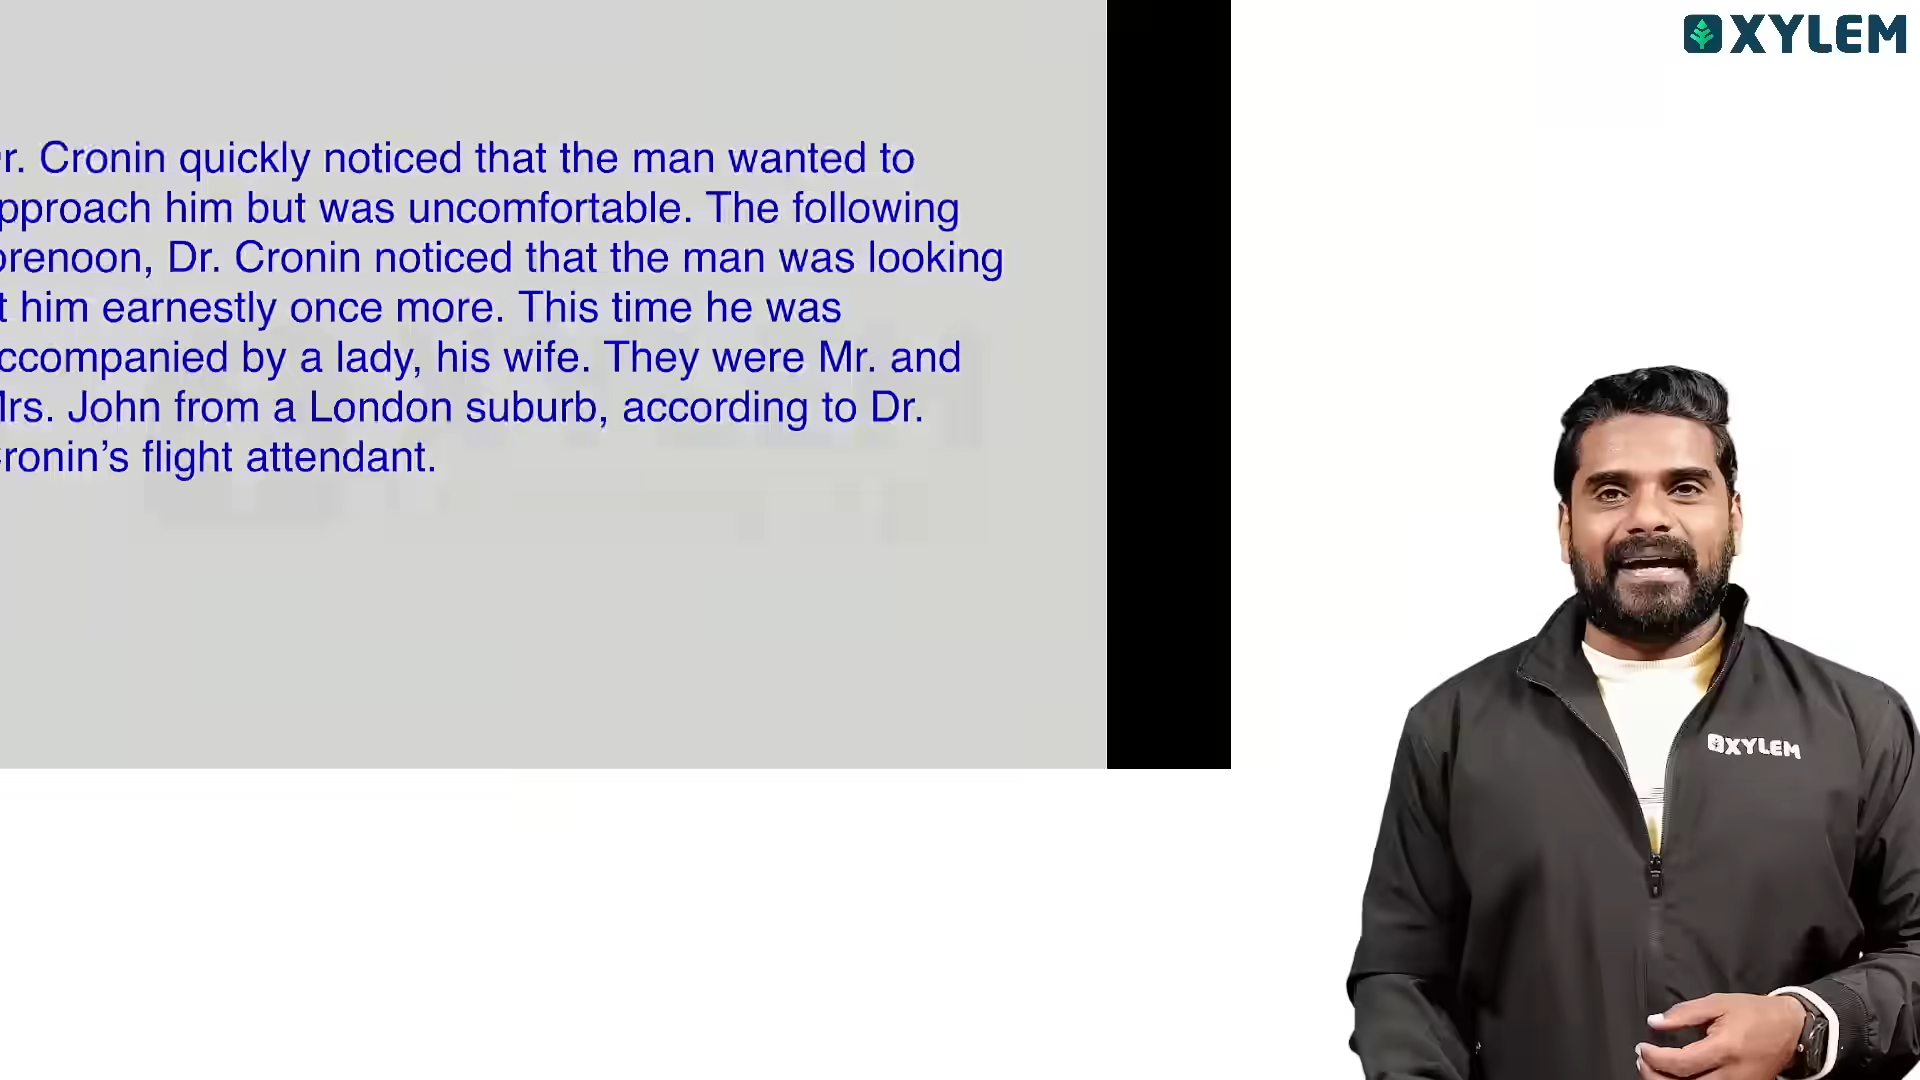 r. Cronin quickly noticed that the man wanted to
pproach him but was uncomfortable. The following
orenoon, Dr. Cronin noticed that the man was looking
t him earnestly once more. This time he was
ccompanied by a lady, his wife. They were Mr. and
Mrs. John from a London suburb, according to Dr.
Cronin’s flight attendant.
XYLEM
XYLEM